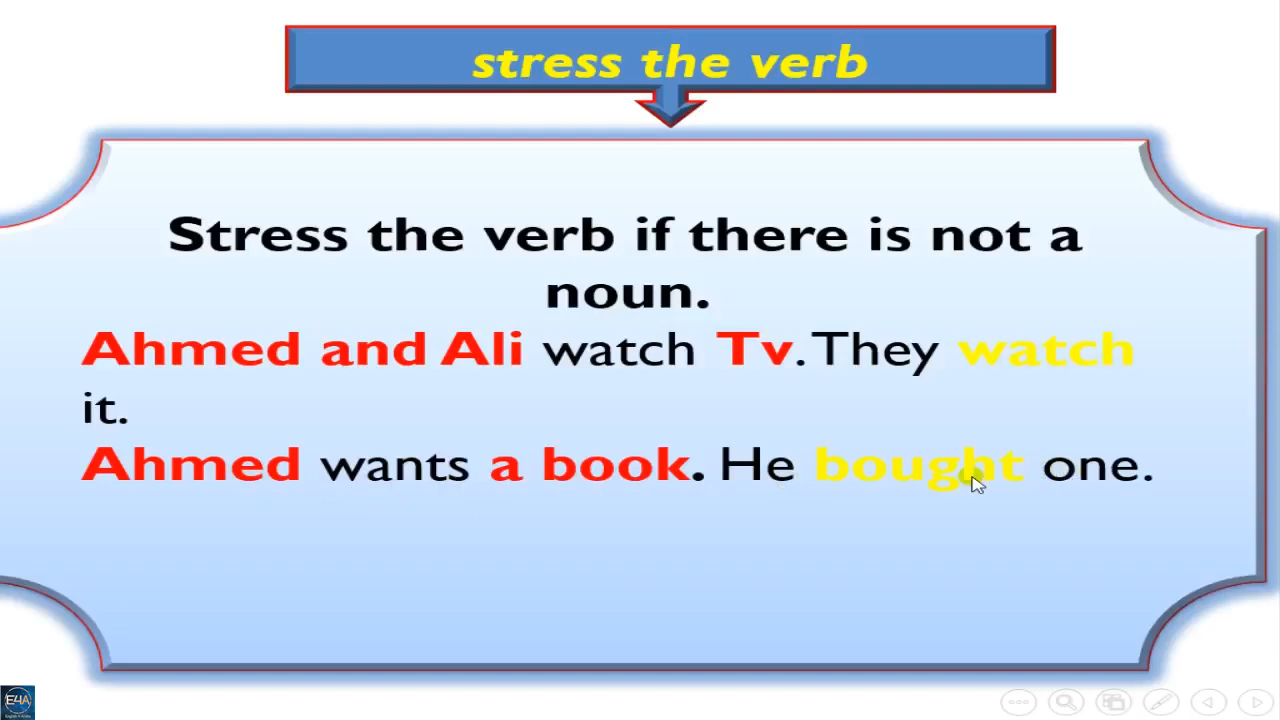 stress the verb
Stress the verb if there is not a
noun.
Ahmed and Ali watch Tv. They watch
it.
Ahmed wants a book. He bought one.
E4A